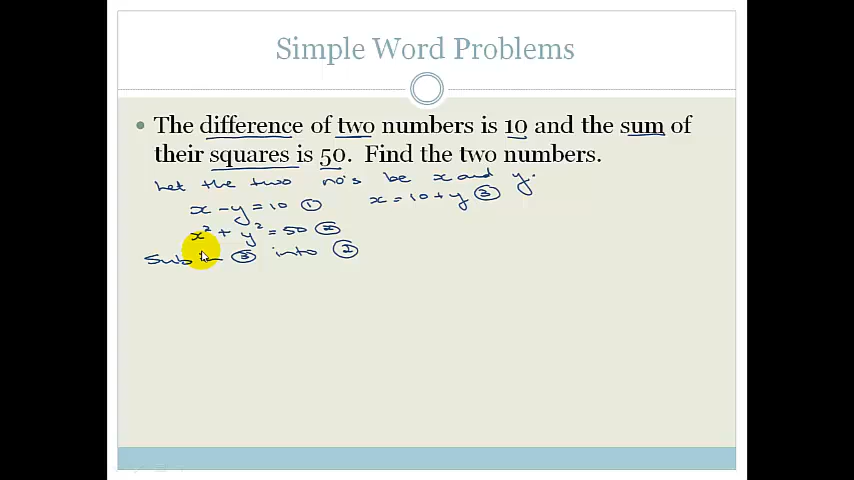 Simple Word Problems
The difference of two numbers is 10 and the sum of
their squares is 50. Find the two numbers.
Let the two no's be x and y.
x - y = 10 ① x = 10 + y ③
x² + y² = 50 ②
Sub ③ into ②